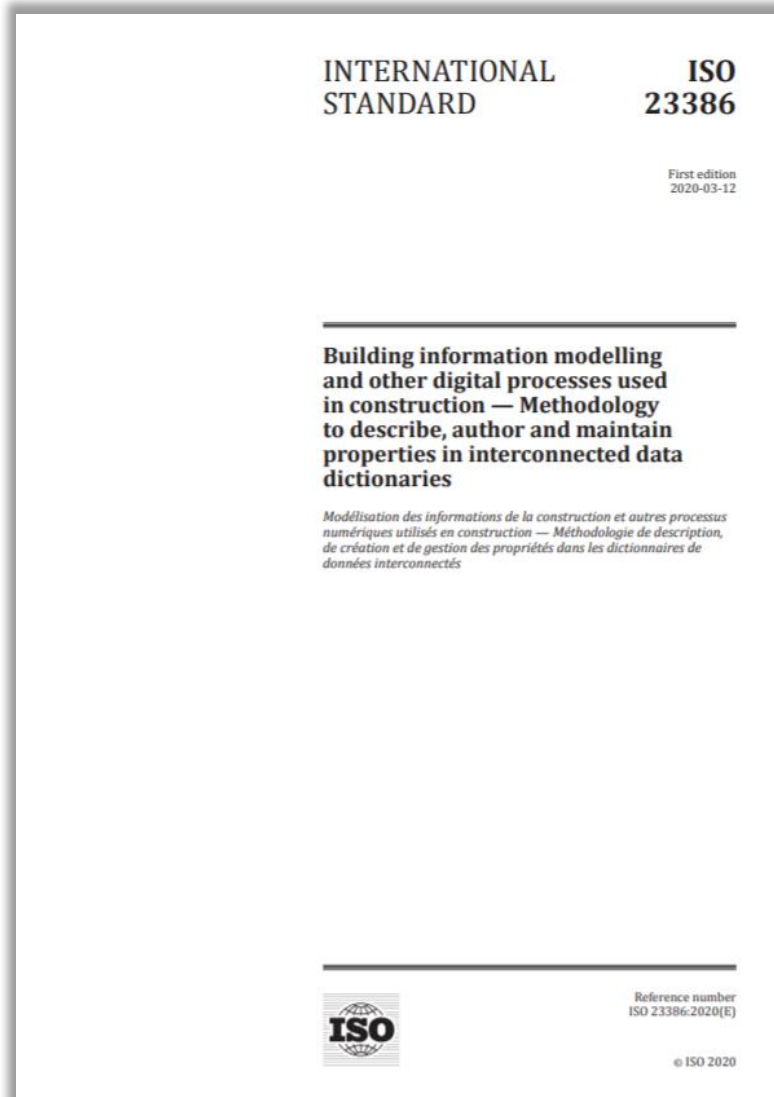 INTERNATIONAL
STANDARD
ISO
23386
First edition
2020-03-12
Building information modelling
and other digital processes used
in construction — Methodology
to describe, author and maintain
properties in interconnected data
dictionaries
Modélisation des informations de la construction et autres processus
numériques utilisés en construction — Méthodologie de description,
de création et de gestion des propriétés dans les dictionnaires de
données interconnectés
ISO
Reference number
ISO 23386:2020(E)
© ISO 2020